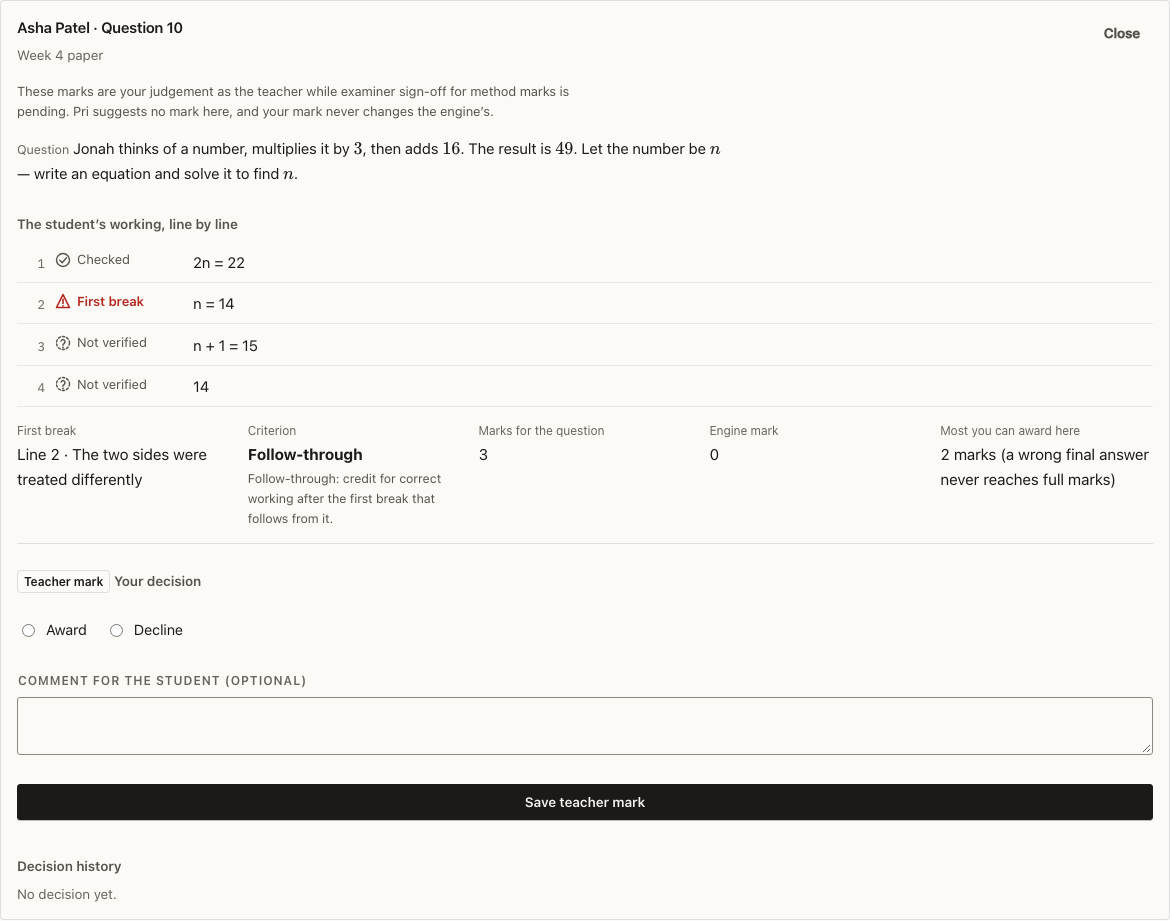 Asha Patel · Question 10
Close
Week 4 paper
These marks are your judgement as the teacher while examiner sign-off for method marks is
pending. Pri suggests no mark here, and your mark never changes the engine’s.
Question Jonah thinks of a number, multiplies it by 3, then adds 16. The result is 49. Let the number be n
— write an equation and solve it to find n.
The student’s working, line by line
1 Checked 2n = 22
2 First break n = 14
3 Not verified n + 1 = 15
4 Not verified 14
First break
Line 2 · The two sides were
treated differently
Criterion
Follow-through
Follow-through: credit for correct
working after the first break that
follows from it.
Marks for the question
3
Engine mark
0
Most you can award here
2 marks (a wrong final answer
never reaches full marks)
Teacher mark Your decision
Award Decline
COMMENT FOR THE STUDENT (OPTIONAL)
Save teacher mark
Decision history
No decision yet.